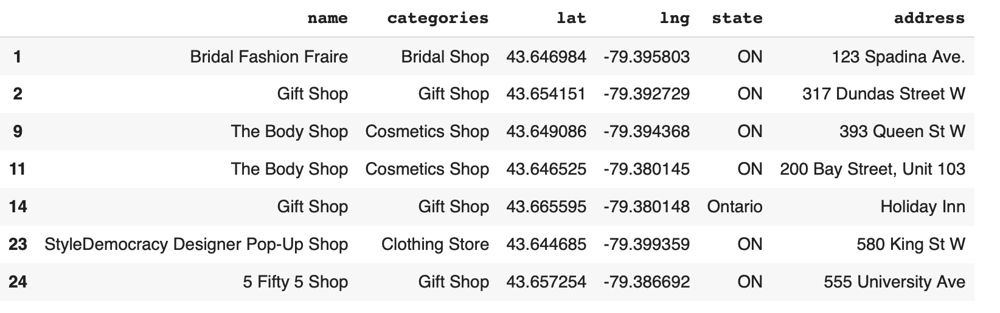 name categories lat lng state address
1 Bridal Fashion Fraire Bridal Shop 43.646984 -79.395803 ON 123 Spadina Ave.
2 Gift Shop Gift Shop 43.654151 -79.392729 ON 317 Dundas Street W
9 The Body Shop Cosmetics Shop 43.649086 -79.394368 ON 393 Queen St W
11 The Body Shop Cosmetics Shop 43.646525 -79.380145 ON 200 Bay Street, Unit 103
14 Gift Shop Gift Shop 43.665595 -79.380148 Ontario Holiday Inn
23 StyleDemocracy Designer Pop-Up Shop Clothing Store 43.644685 -79.399359 ON 580 King St W
24 5 Fifty 5 Shop Gift Shop 43.657254 -79.386692 ON 555 University Ave